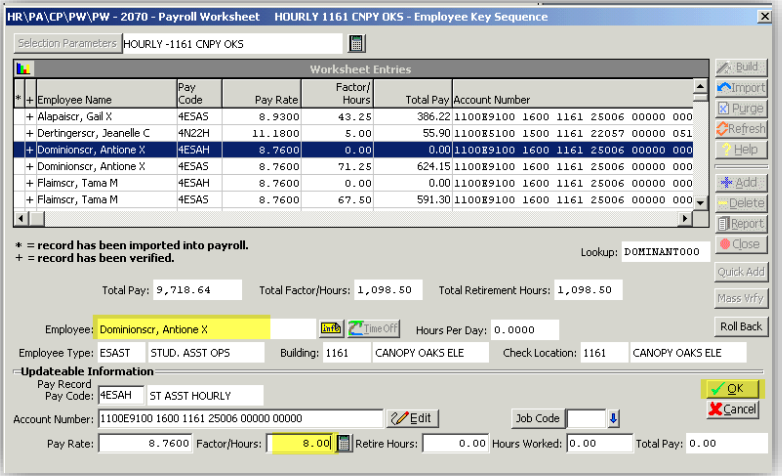 HR\PA\CP\PW\PW - 2070 - Payroll Worksheet HOURLY 1161 CNPY OKS - Employee Key Sequence
Selection Parameters HOURLY -1161 CNPY OKS
Worksheet Entries
* + Employee Name Pay Code Pay Rate Factor/ Hours Total Pay Account Number
+ Alapaiscr, Gail X 4ESAS 8.9300 43.25 386.22 1100E9100 1600 1161 25006 00000 000
+ Dertingerscr, Jeanelle C 4N22H 11.1800 5.00 55.90 1100E5100 1500 1161 22057 00000 051
+ Dominionscr, Antione X 4ESAH 8.7600 0.00 0.00 1100E9100 1600 1161 25006 00000 000
+ Dominionscr, Antione X 4ESAS 8.7600 71.25 624.15 1100E9100 1600 1161 25006 00000 000
+ Flaimscr, Tama M 4ESAH 8.7600 0.00 0.00 1100E9100 1600 1161 25006 00000 000
+ Flaimscr, Tama M 4ESAS 8.7600 67.50 591.30 1100E9100 1600 1161 25006 00000 000
Build
Import
Purge
Refresh
? Help
Add
Delete
Report
Close
Quick Add
Mass Vrfy
Roll Back
* = record has been imported into payroll.
+ = record has been verified.
Lookup: DOMINANT000
Total Pay: 9,718.64 Total Factor/Hours: 1,098.50 Total Retirement Hours: 1,098.50
Employee: Dominionscr, Antione X Info Time Off Hours Per Day: 0.0000
Employee Type: ESAST STUD. ASST OPS Building: 1161 CANOPY OAKS ELE Check Location: 1161 CANOPY OAKS ELE
Updateable Information
Pay Record
Pay Code: 4ESAH ST ASST HOURLY
OK
Cancel
Account Number: 1100E9100 1600 1161 25006 00000 00000 Edit Job Code
Pay Rate: 8.7600 Factor/Hours: 8.00 Retire Hours: 0.00 Hours Worked: 0.00 Total Pay: 0.00